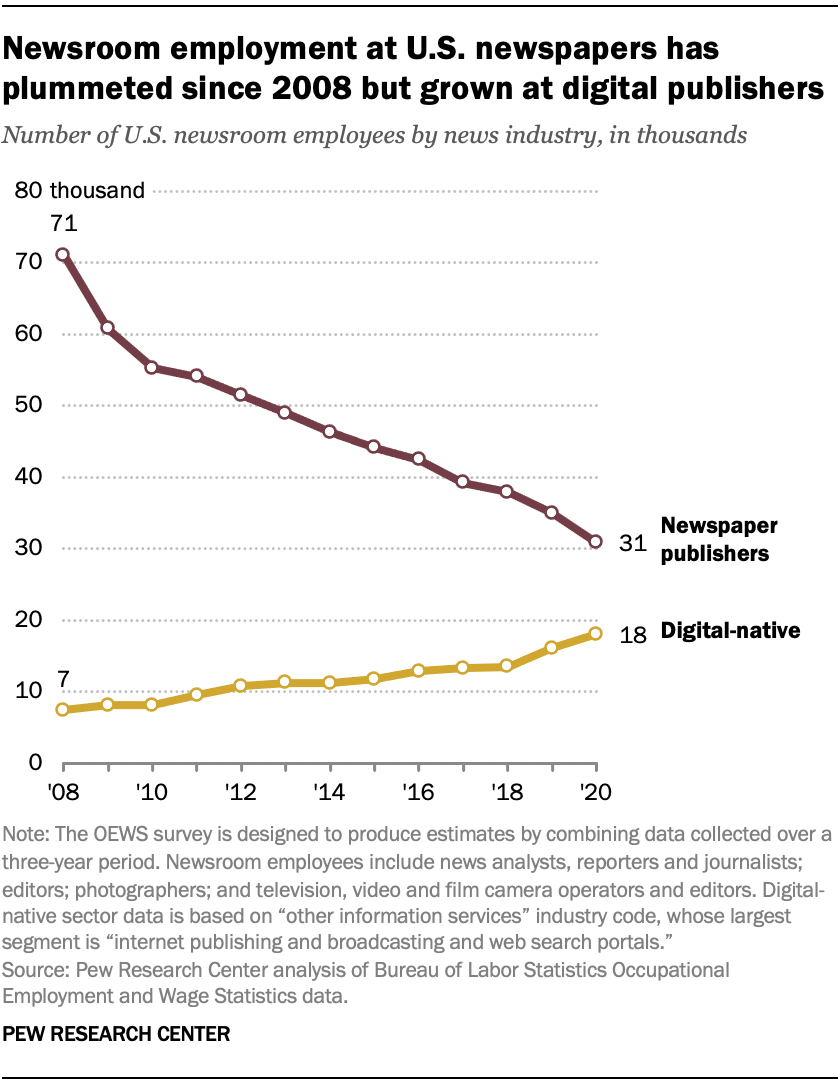 Newsroom employment at U.S. newspapers has
plummeted since 2008 but grown at digital publishers
Number of U.S. newsroom employees by news industry, in thousands
80 thousand
71
70
60
50
40
31 Newspaper
publishers
30
20
18 Digital-native
7
10
0
'08 '10 '12 '14 '16 '18 '20
Note: The OEWS survey is designed to produce estimates by combining data collected over a
three-year period. Newsroom employees include news analysts, reporters and journalists;
editors; photographers; and television, video and film camera operators and editors. Digital-
native sector data is based on “other information services” industry code, whose largest
segment is “internet publishing and broadcasting and web search portals.”
Source: Pew Research Center analysis of Bureau of Labor Statistics Occupational
Employment and Wage Statistics data.
PEW RESEARCH CENTER